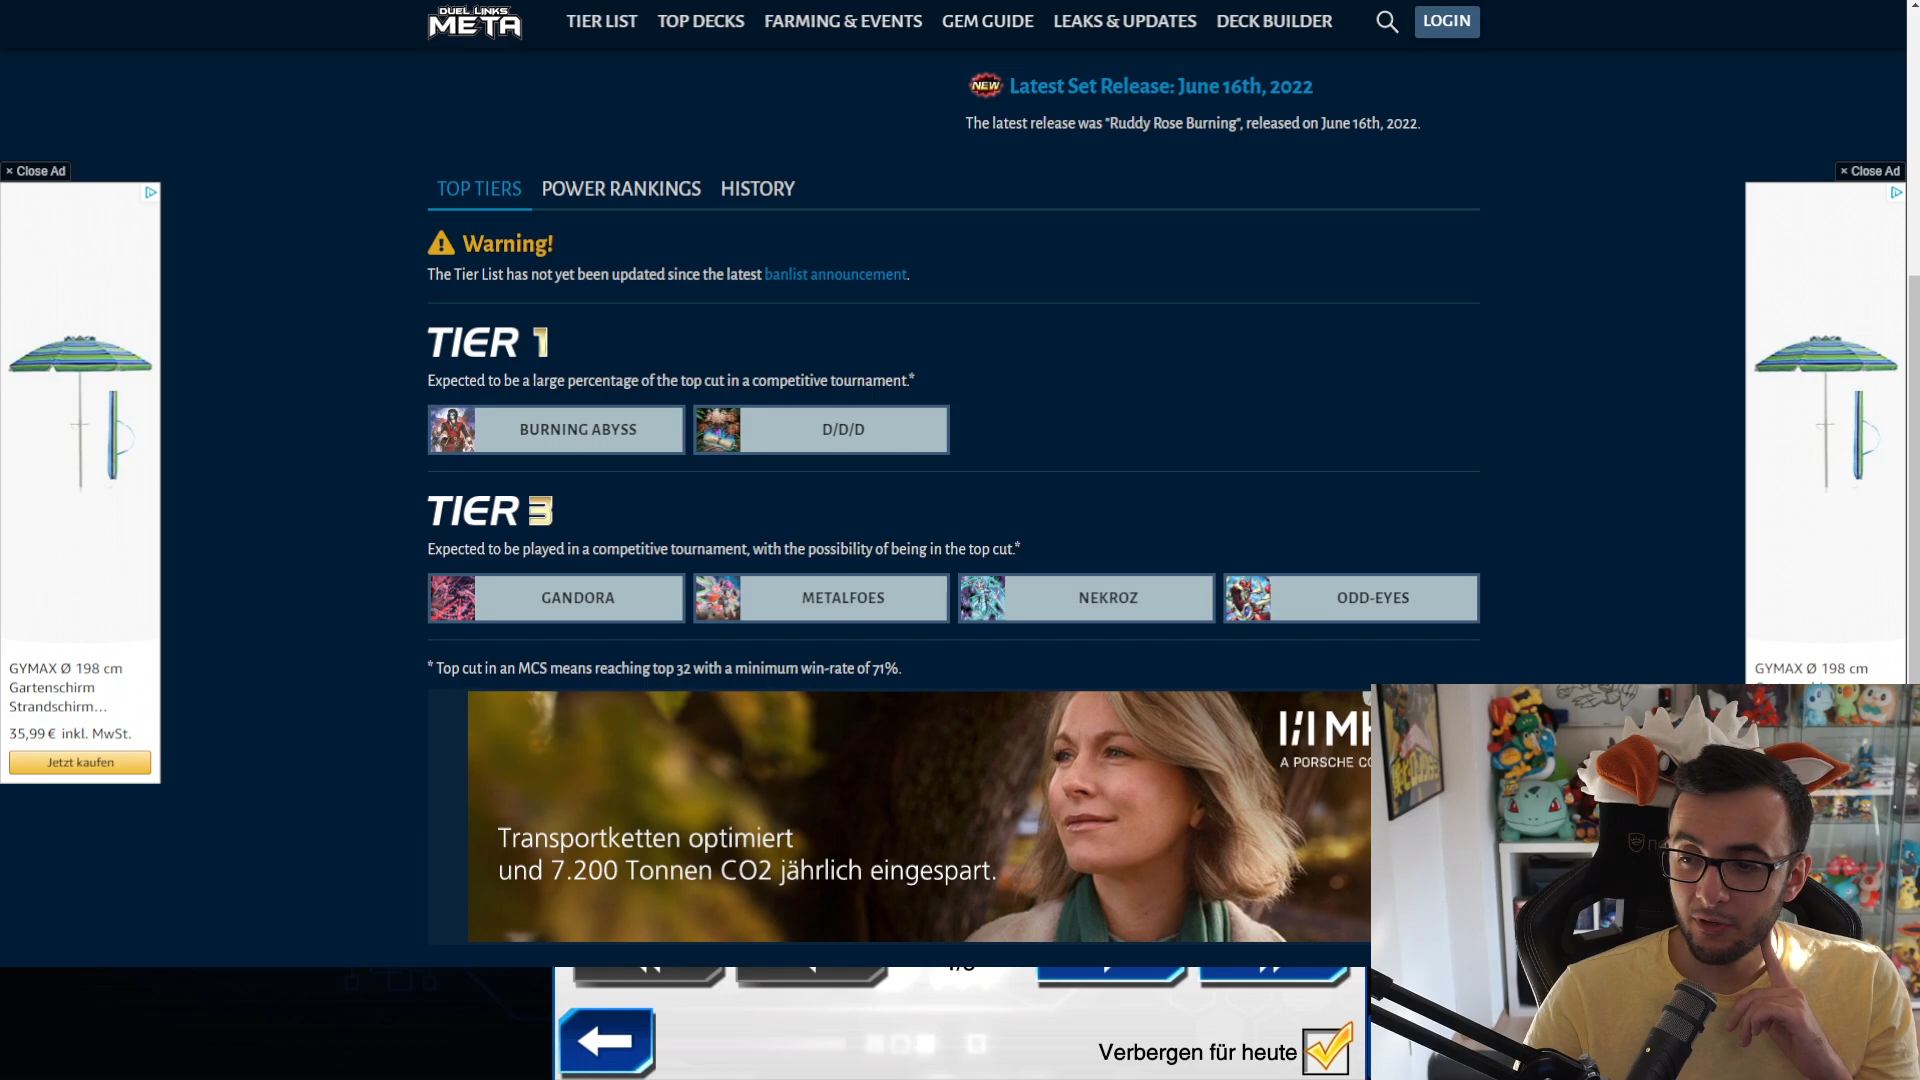 DUEL LINKS
META
TIER LIST
TOP DECKS
FARMING & EVENTS
GEM GUIDE
LEAKS & UPDATES
DECK BUILDER
LOGIN
NEW
Latest Set Release: June 16th, 2022
The latest release was "Ruddy Rose Burning", released on June 16th, 2022.
× Close Ad
× Close Ad
TOP TIERS
POWER RANKINGS
HISTORY
Warning!
The Tier List has not yet been updated since the latest banlist announcement.
TIER 1
Expected to be a large percentage of the top cut in a competitive tournament.*
BURNING ABYSS
D/D/D
TIER 3
Expected to be played in a competitive tournament, with the possibility of being in the top cut.*
GANDORA
METALFOES
NEKROZ
ODD-EYES
* Top cut in an MCS means reaching top 32 with a minimum win-rate of 71%.
GYMAX Ø 198 cm
Gartenschirm
Strandschirm...
35,99 € inkl. MwSt.
Jetzt kaufen
GYMAX Ø 198 cm
A PORSCHE
Transportketten optimiert
und 7.200 Tonnen CO2 jährlich eingespart.
Verbergen für heute